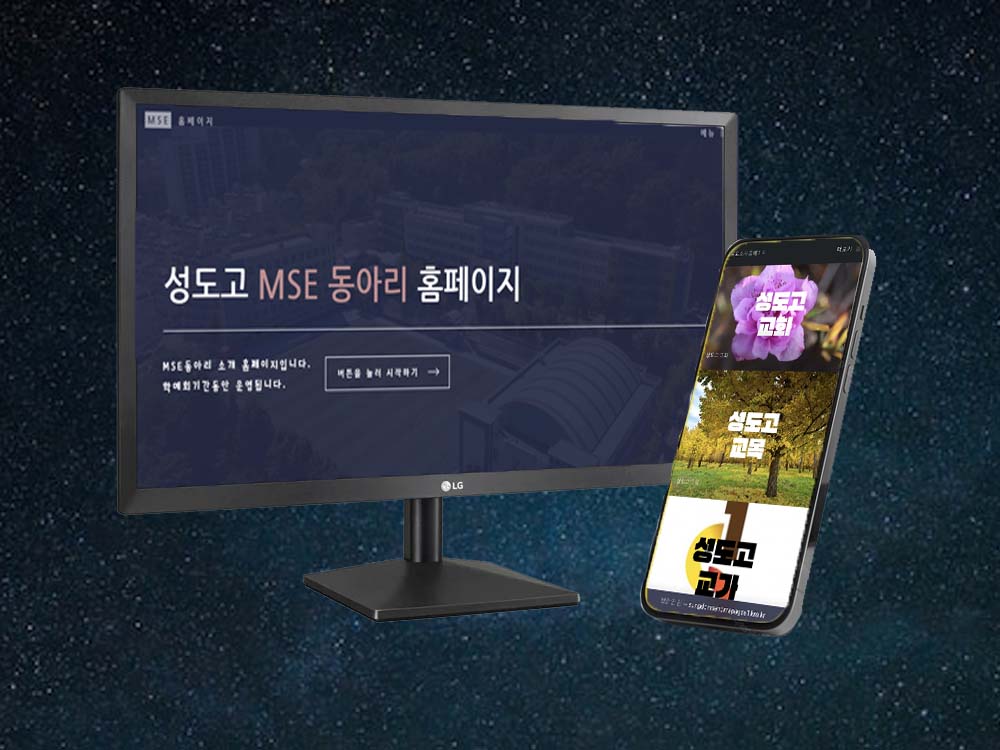 MSE 홈페이지
메뉴
성도고 MSE 동아리 홈페이지
MSE동아리 소개 홈페이지입니다.
학예회기간동안 운영됩니다.
버튼을 눌러 시작하기 →
LG
더보기
성도고
교화
성도고
교목
성도고
교가